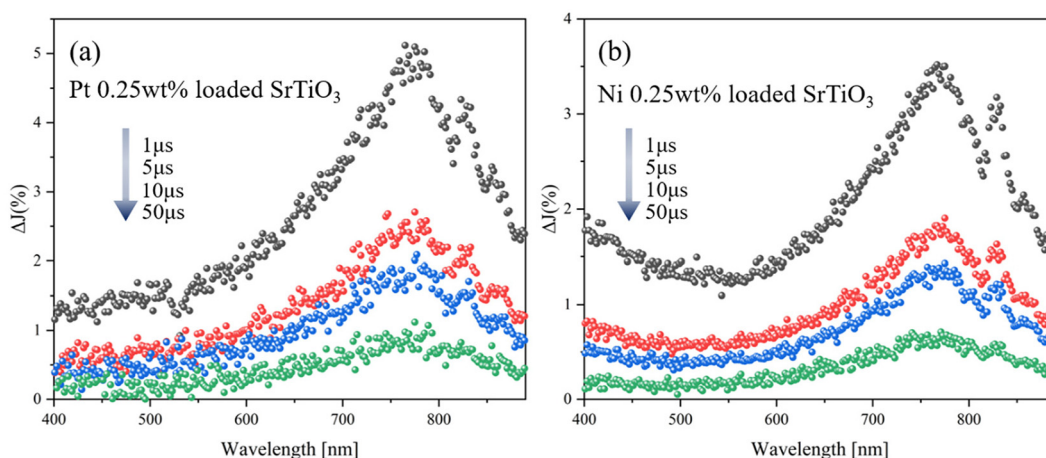 (a)
Pt 0.25wt% loaded SrTiO₃
1μs
5μs
10μs
50μs
ΔJ(%)
5
4
3
2
1
0
400 500 600 700 800
Wavelength [nm]
(b)
Ni 0.25wt% loaded SrTiO₃
1μs
5μs
10μs
50μs
ΔJ(%)
4
3
2
1
0
400 500 600 700 800
Wavelength [nm]